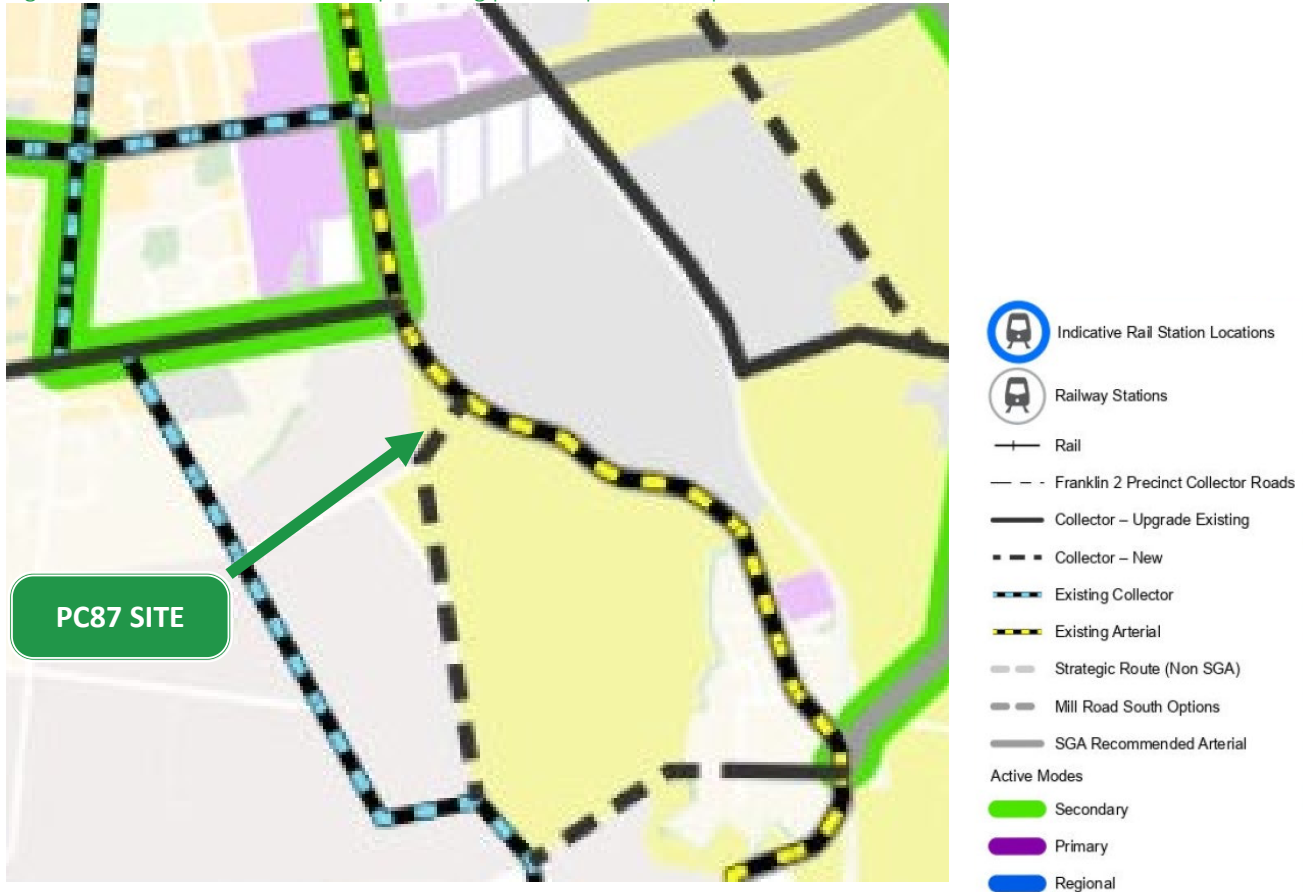 PC87 SITE
Indicative Rail Station Locations
Railway Stations
Rail
Franklin 2 Precinct Collector Roads
Collector – Upgrade Existing
Collector – New
Existing Collector
Existing Arterial
Strategic Route (Non SGA)
Mill Road South Options
SGA Recommended Arterial
Active Modes
Secondary
Primary
Regional